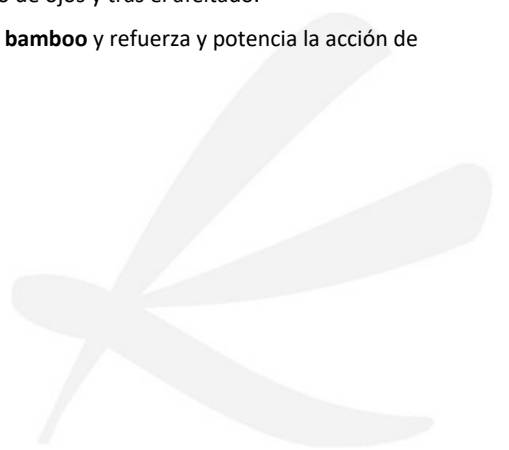 de ojos y tras el afeitado.
bamboo y refuerza y potencia la acción de